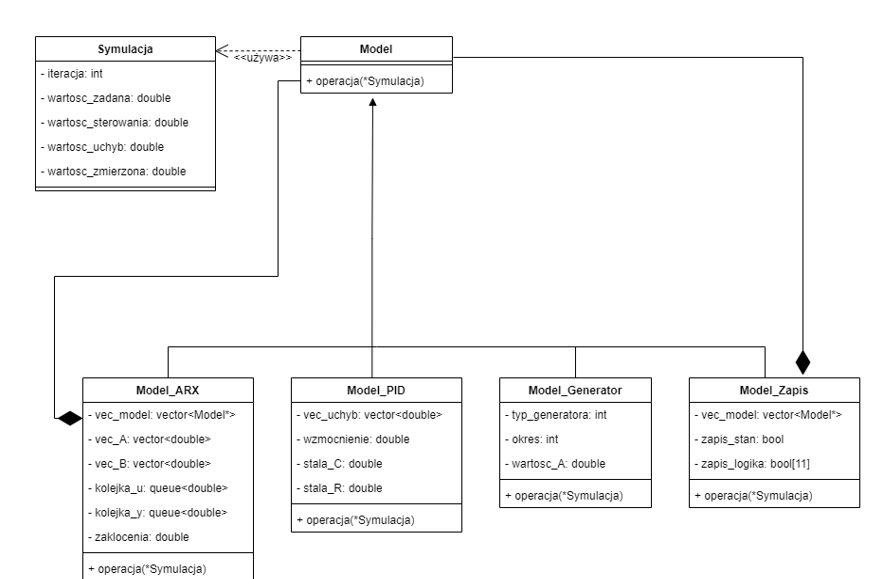 Symulacja
- iteracja: int
- wartosc_zadana: double
- wartosc_sterowania: double
- wartosc_uchyb: double
- wartosc_zmierzona: double
<<używa>>
Model
+ operacja(*Symulacja)
Model_ARX
- vec_model: vector<Model*>
- vec_A: vector<double>
- vec_B: vector<double>
- kolejka_u: queue<double>
- kolejka_y: queue<double>
- zaklocenia: double
+ operacja(*Symulacja)
Model_PID
- vec_uchyb: vector<double>
- wzmocnienie: double
- stala_C: double
- stala_R: double
+ operacja(*Symulacja)
Model_Generator
- typ_generatora: int
- okres: int
- wartosc_A: double
+ operacja(*Symulacja)
Model_Zapis
- vec_model: vector<Model*>
- zapis_stan: bool
- zapis_logika: bool[11]
+ operacja(*Symulacja)